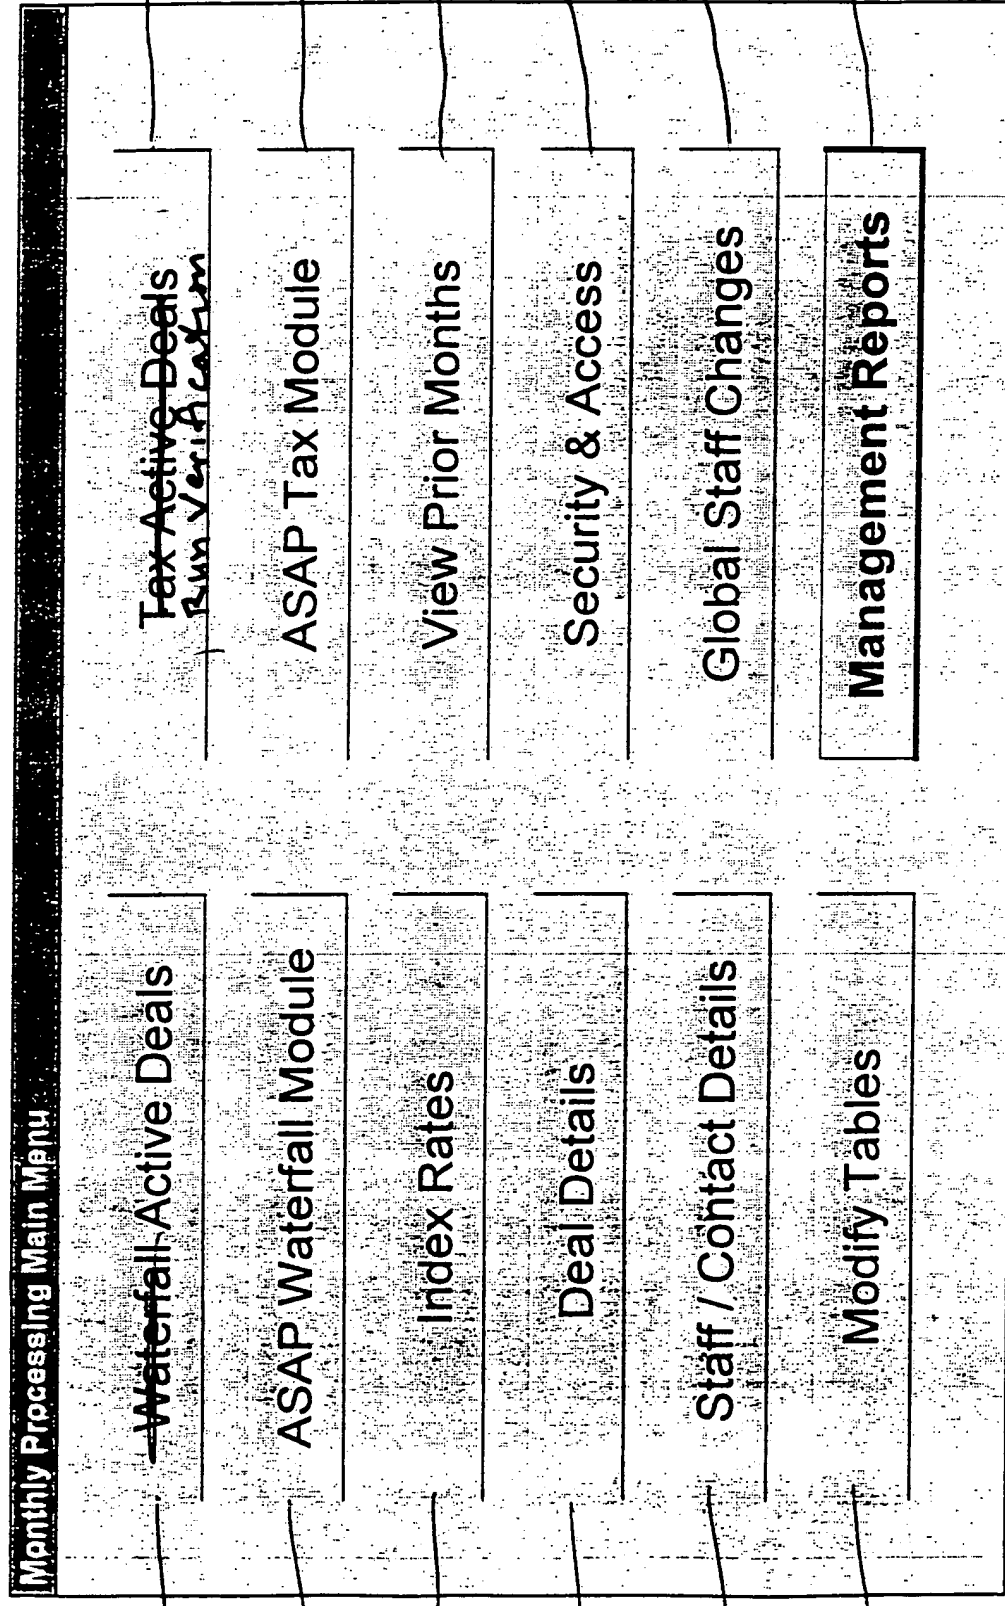 Monthly Processing Main Menu
Waterfall Active Deals
ASAP Waterfall Module
Index Rates
Deal Details
Staff / Contact Details
Modify Tables
Tax Active Deals
Run Verification
ASAP Tax Module
View Prior Months
Security & Access
Global Staff Changes
Management Reports